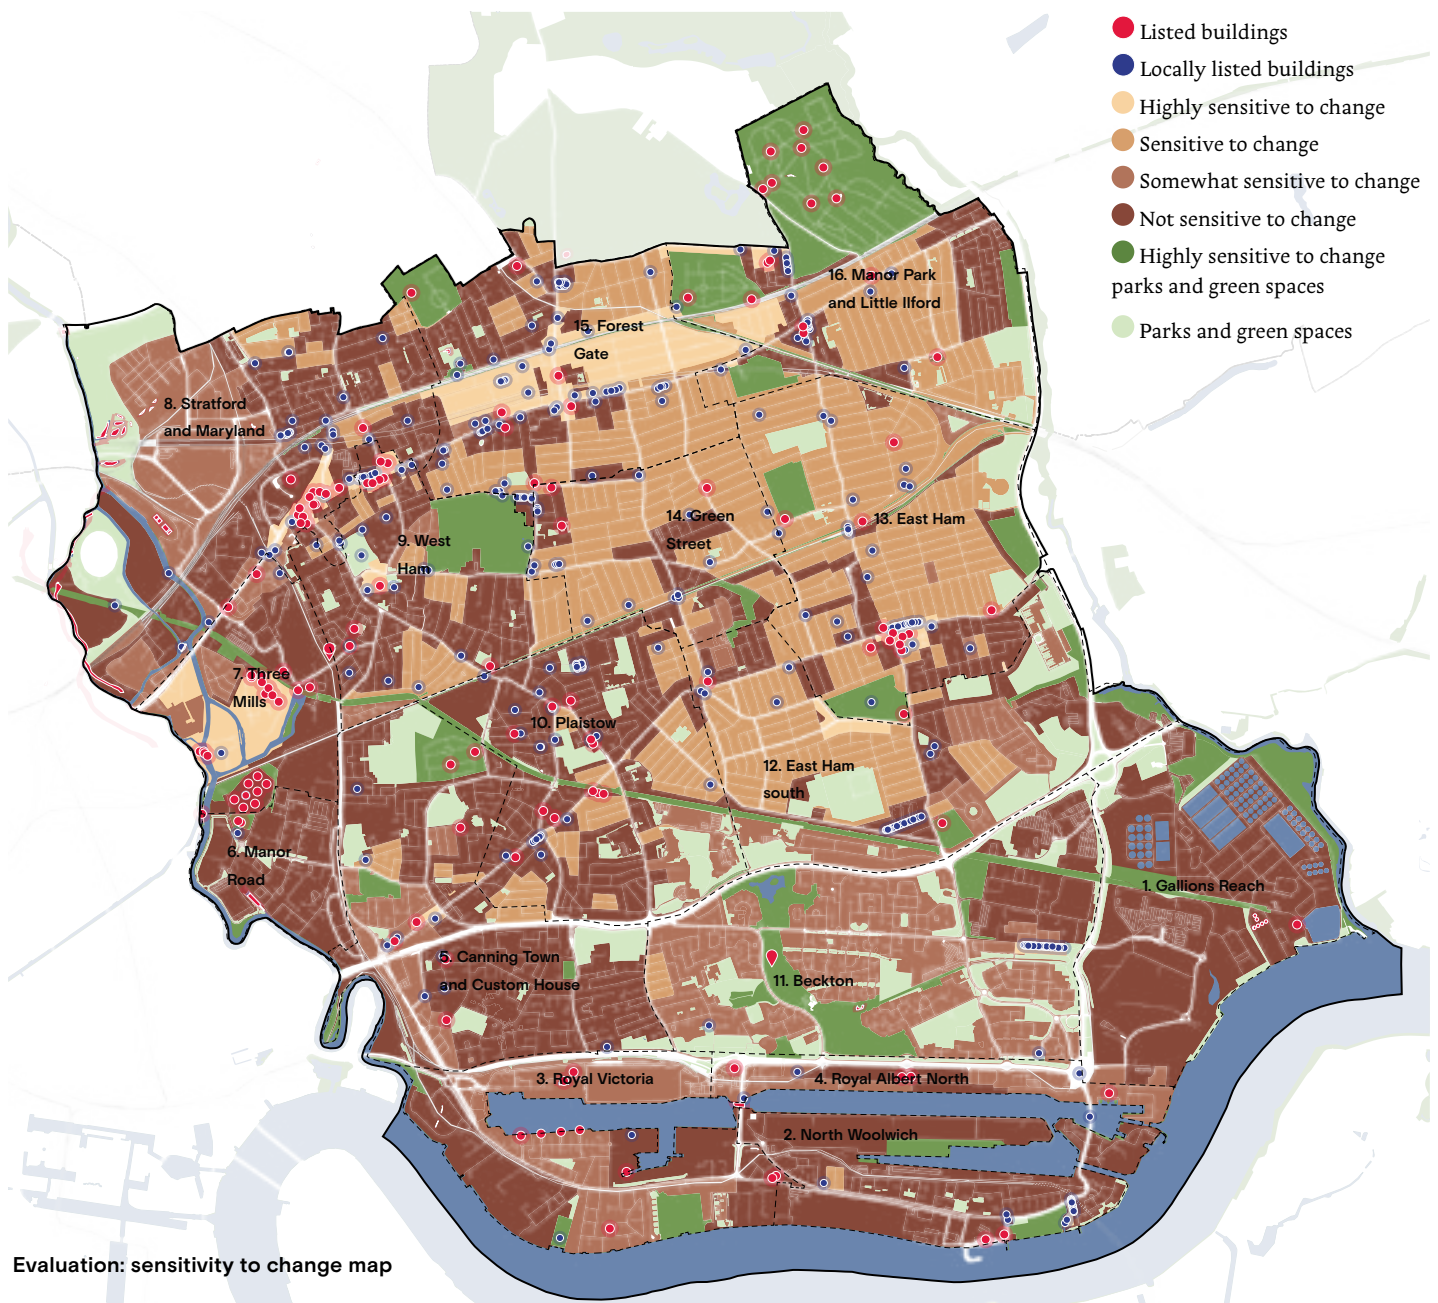 Listed buildings
Locally listed buildings
Highly sensitive to change
Sensitive to change
Somewhat sensitive to change
Not sensitive to change
Highly sensitive to change
parks and green spaces
Parks and green spaces
16. Manor Park
and Little Ilford
15. Forest
Gate
8. Stratford
and Maryland
14. Green
Street
13. East Ham
9. West
Ham
7. Three
Mills
10. Plaistow
12. East Ham
south
6. Manor
Road
1. Gallions Reach
5. Canning Town
and Custom House
11. Beckton
3. Royal Victoria
4. Royal Albert North
2. North Woolwich
Evaluation: sensitivity to change map